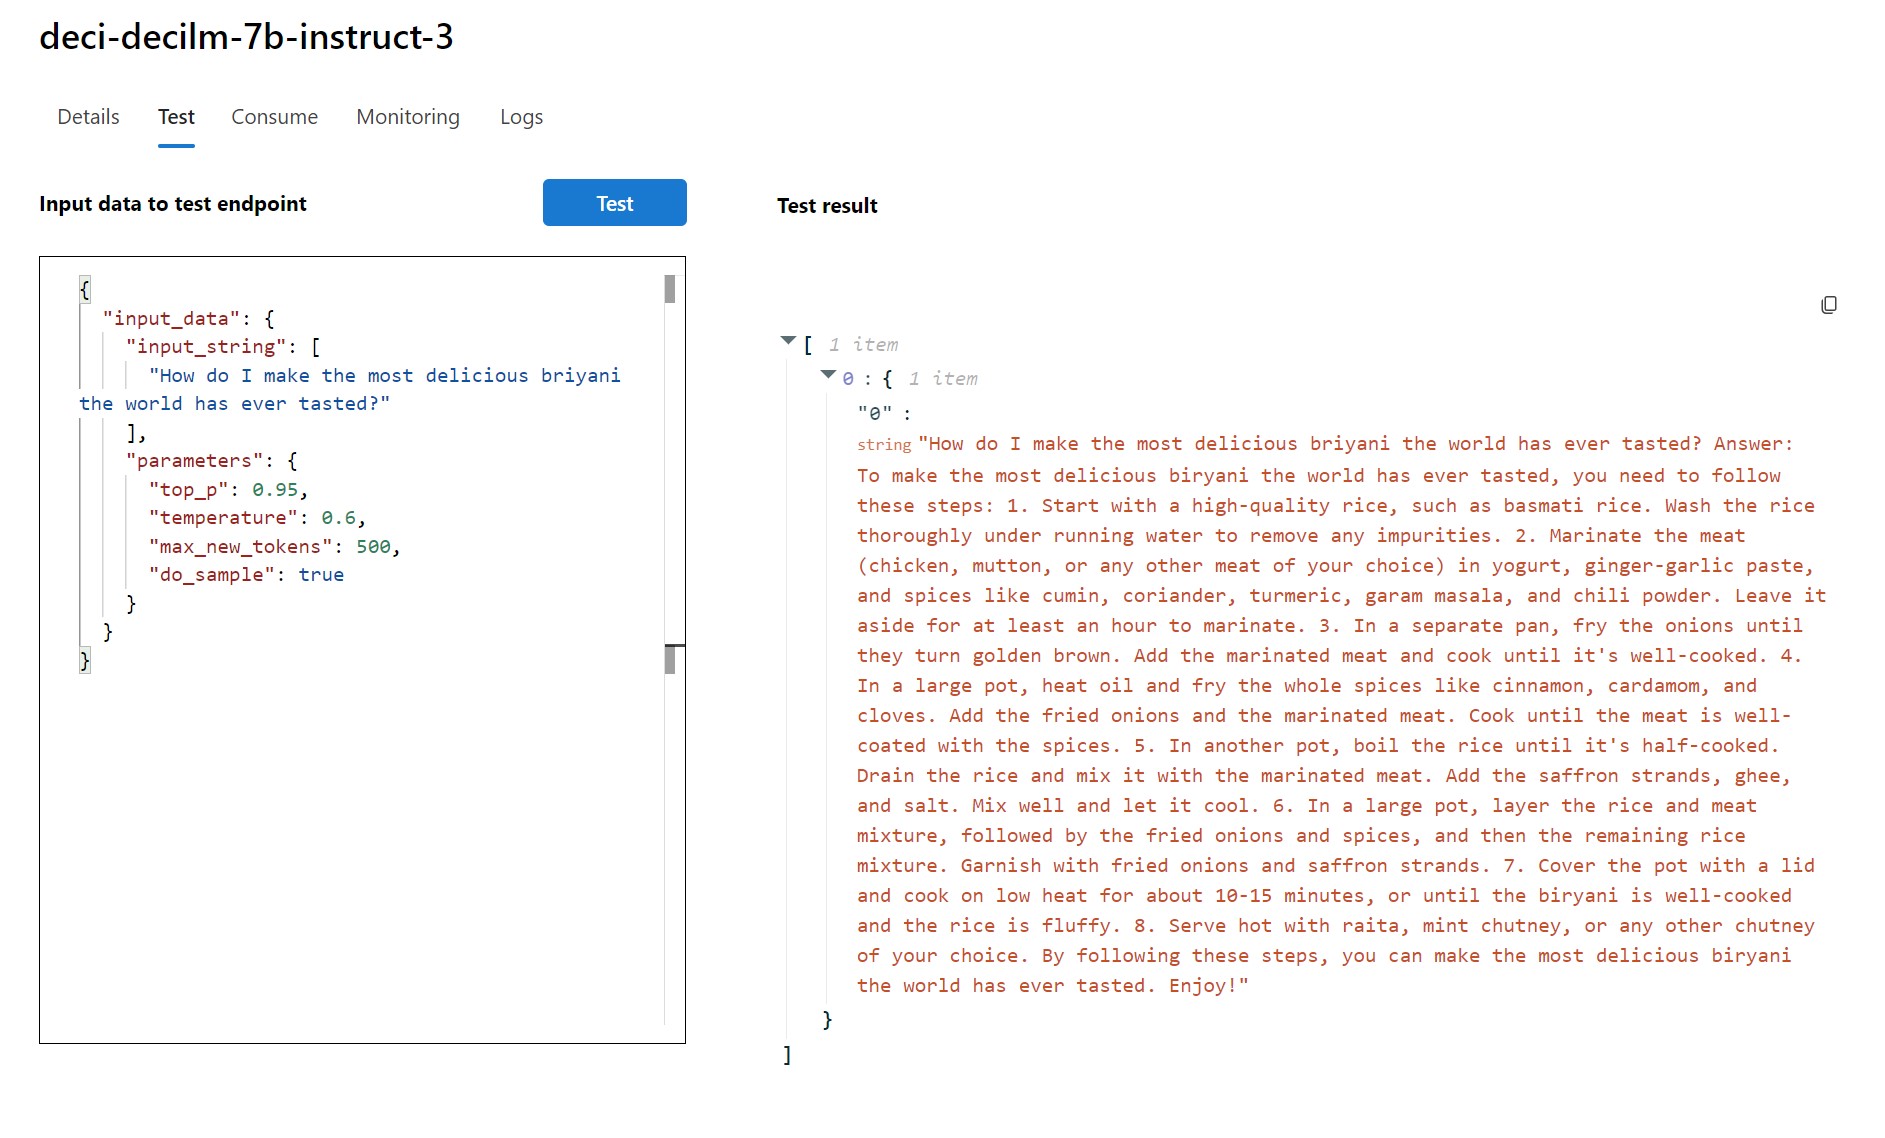 deci-decilm-7b-instruct-3
Details Test Consume Monitoring Logs
Input data to test endpoint
Test
{
"input_data": {
"input_string": [
"How do I make the most delicious briyani
the world has ever tasted?"
],
"parameters": {
"top_p": 0.95,
"temperature": 0.6,
"max_new_tokens": 500,
"do_sample": true
}
}
}
Test result
[ 1 item
0 : { 1 item
"0" :
string "How do I make the most delicious briyani the world has ever tasted? Answer:
To make the most delicious biryani the world has ever tasted, you need to follow
these steps: 1. Start with a high-quality rice, such as basmati rice. Wash the rice
thoroughly under running water to remove any impurities. 2. Marinate the meat
(chicken, mutton, or any other meat of your choice) in yogurt, ginger-garlic paste,
and spices like cumin, coriander, turmeric, garam masala, and chili powder. Leave it
aside for at least an hour to marinate. 3. In a separate pan, fry the onions until
they turn golden brown. Add the marinated meat and cook until it's well-cooked. 4.
In a large pot, heat oil and fry the whole spices like cinnamon, cardamom, and
cloves. Add the fried onions and the marinated meat. Cook until the meat is well-
coated with the spices. 5. In another pot, boil the rice until it's half-cooked.
Drain the rice and mix it with the marinated meat. Add the saffron strands, ghee,
and salt. Mix well and let it cool. 6. In a large pot, layer the rice and meat
mixture, followed by the fried onions and spices, and then the remaining rice
mixture. Garnish with fried onions and saffron strands. 7. Cover the pot with a lid
and cook on low heat for about 10-15 minutes, or until the biryani is well-cooked
and the rice is fluffy. 8. Serve hot with raita, mint chutney, or any other chutney
of your choice. By following these steps, you can make the most delicious biryani
the world has ever tasted. Enjoy!"
}
]